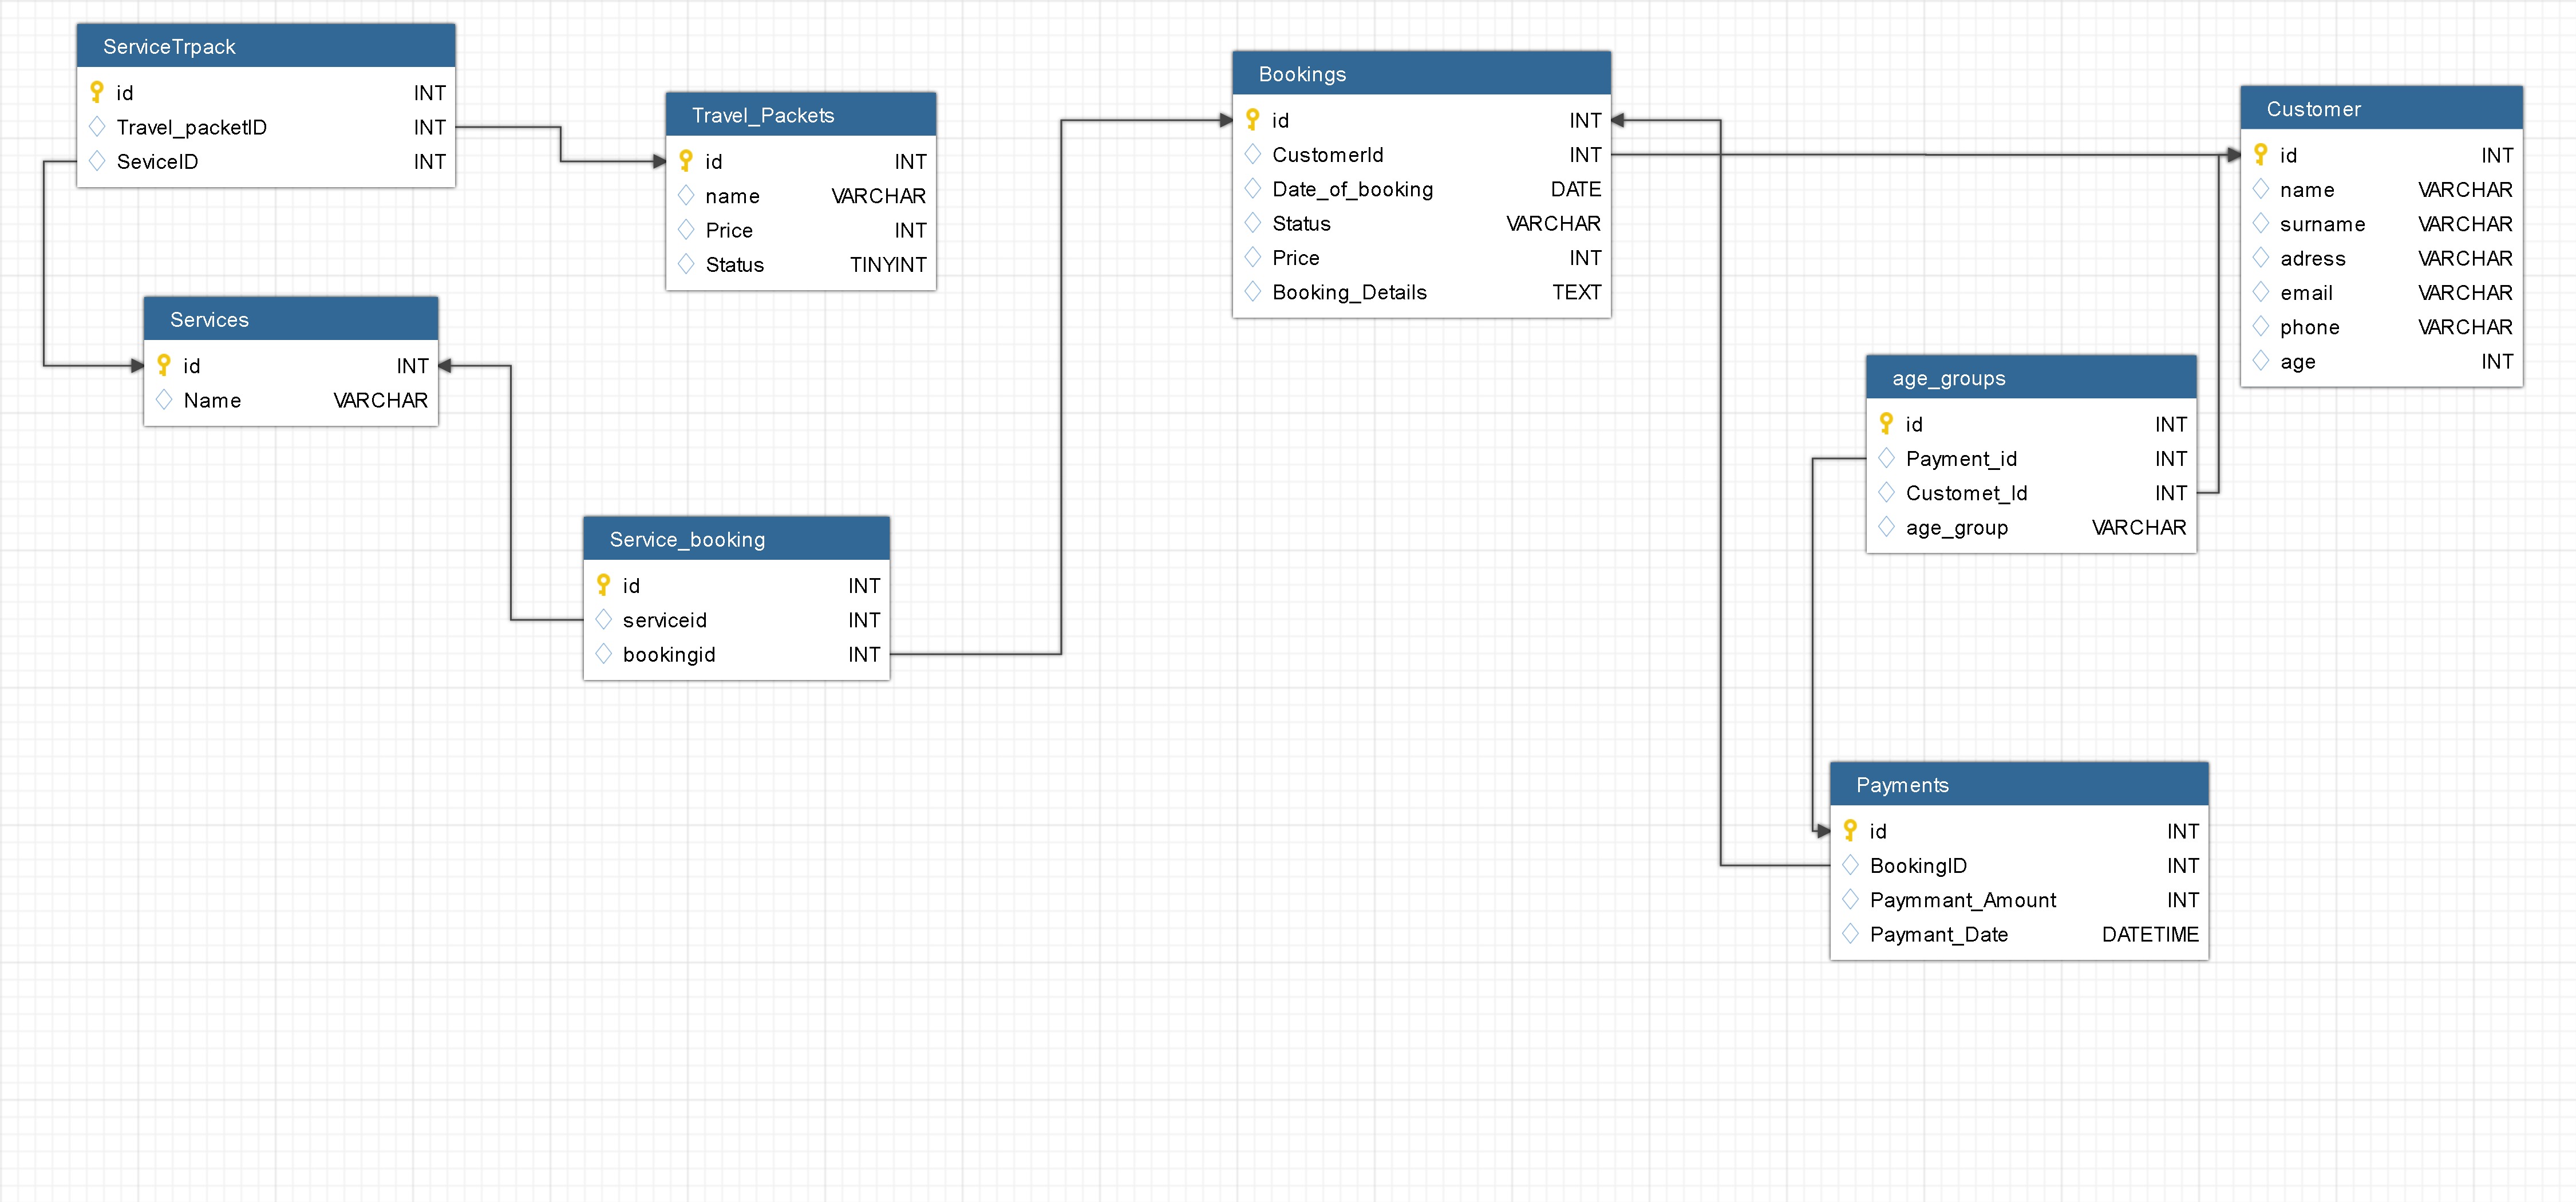 ServiceTrpack
id INT
Travel_packetID INT
SeviceID INT
Travel_Packets
id INT
name VARCHAR
Price INT
Status TINYINT
Services
id INT
Name VARCHAR
Service_booking
id INT
serviceid INT
bookingid INT
Bookings
id INT
CustomerId INT
Date_of_booking DATE
Status VARCHAR
Price INT
Booking_Details TEXT
Customer
id INT
name VARCHAR
surname VARCHAR
adress VARCHAR
email VARCHAR
phone VARCHAR
age INT
age_groups
id INT
Payment_id INT
Customet_Id INT
age_group VARCHAR
Payments
id INT
BookingID INT
Paymmant_Amount INT
Paymant_Date DATETIME